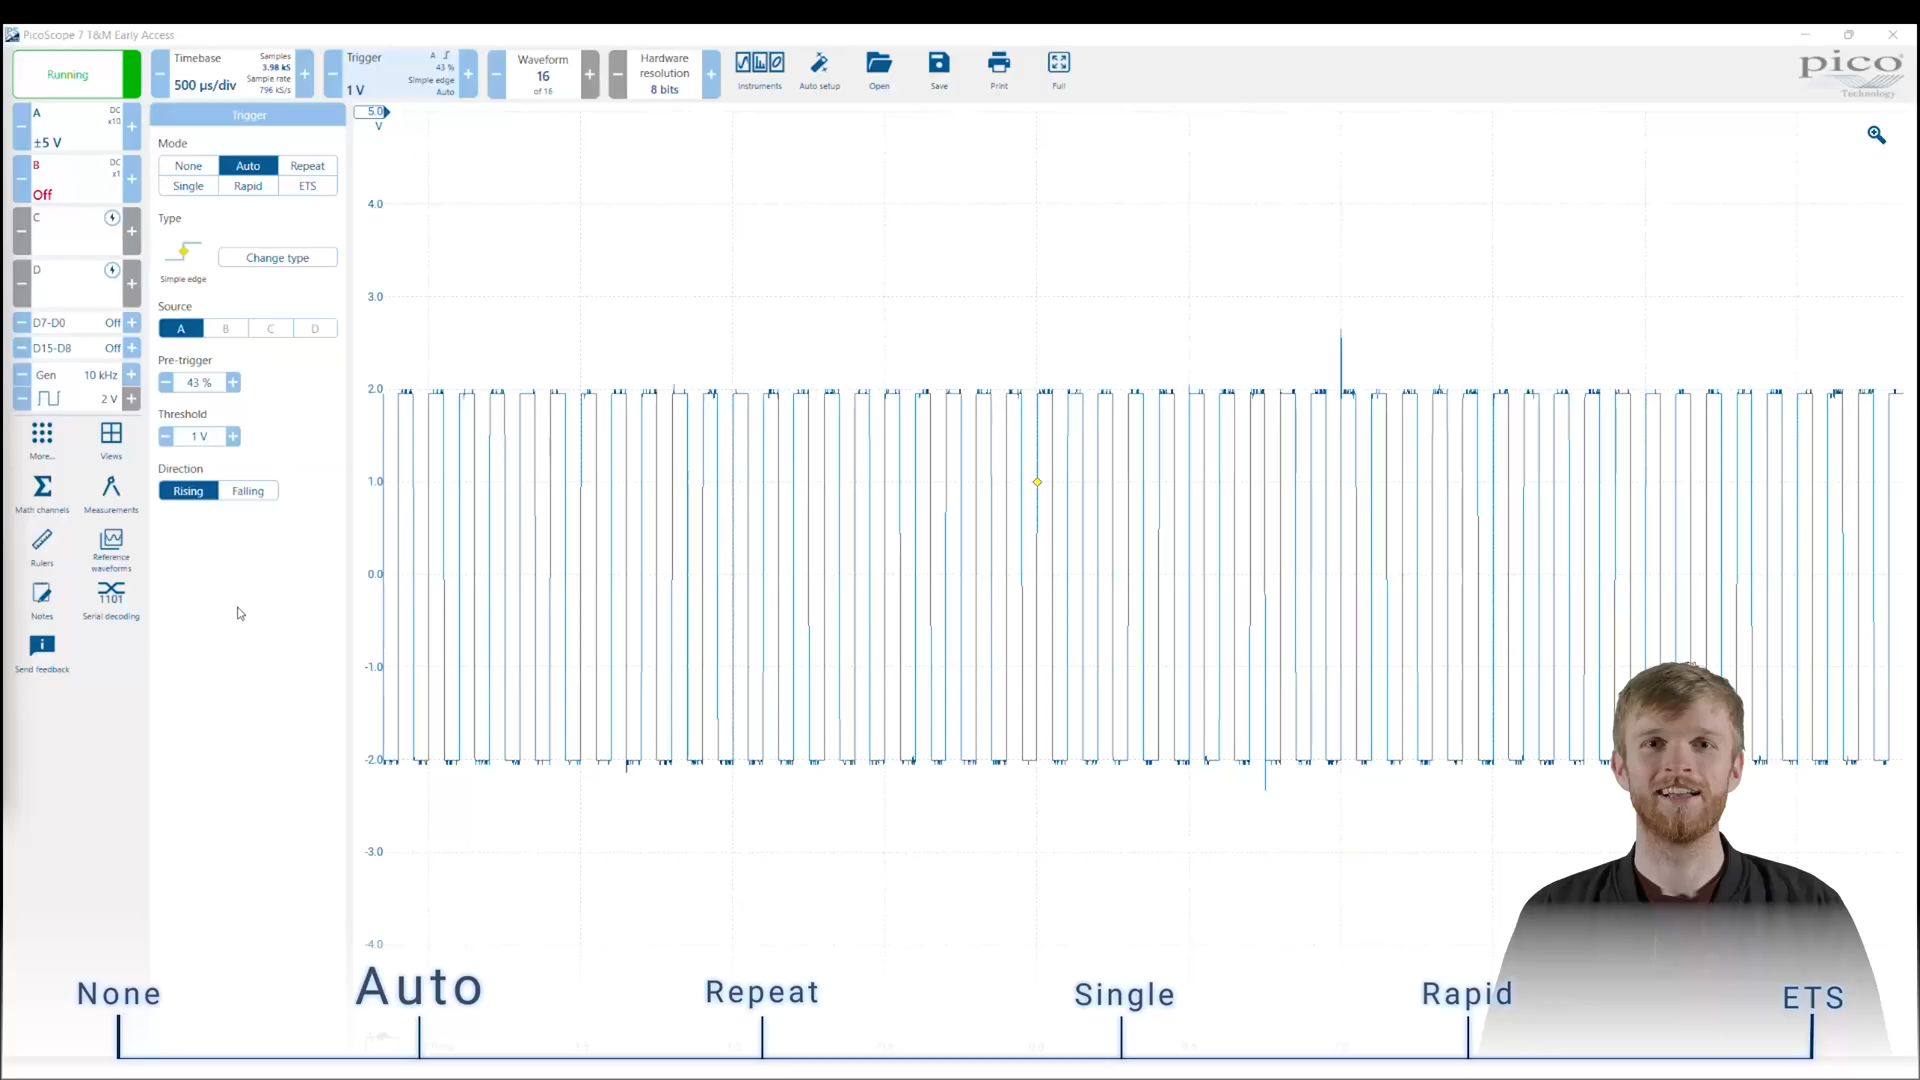 PicoScope 7 T&M Early Access
Running
Timebase
500 µs/div
Samples
3.98 kS
Sample rate
796 kS/s
Trigger
1 V
A
43 %
Simple edge
Auto
Waveform
16
of 16
Hardware
resolution
8 bits
Instruments
Auto setup
Open
Save
Print
Full
pico
Technology
A
DC
x10
±5 V
B
DC
x1
Off
C
D
D7-D0 Off
D15-D8 Off
Gen 10 kHz
2 V
More...
Views
Math channels
Measurements
Rulers
Reference
waveforms
Notes
1101
Serial decoding
Send feedback
Trigger
Mode
None Auto Repeat
Single Rapid ETS
Type
Simple edge
Change type
Source
A B C D
Pre-trigger
43 %
Threshold
1 V
Direction
Rising Falling
5.0
V
4.0
3.0
2.0
1.0
0.0
-1.0
-2.0
-3.0
-4.0
None Auto Repeat Single Rapid ETS